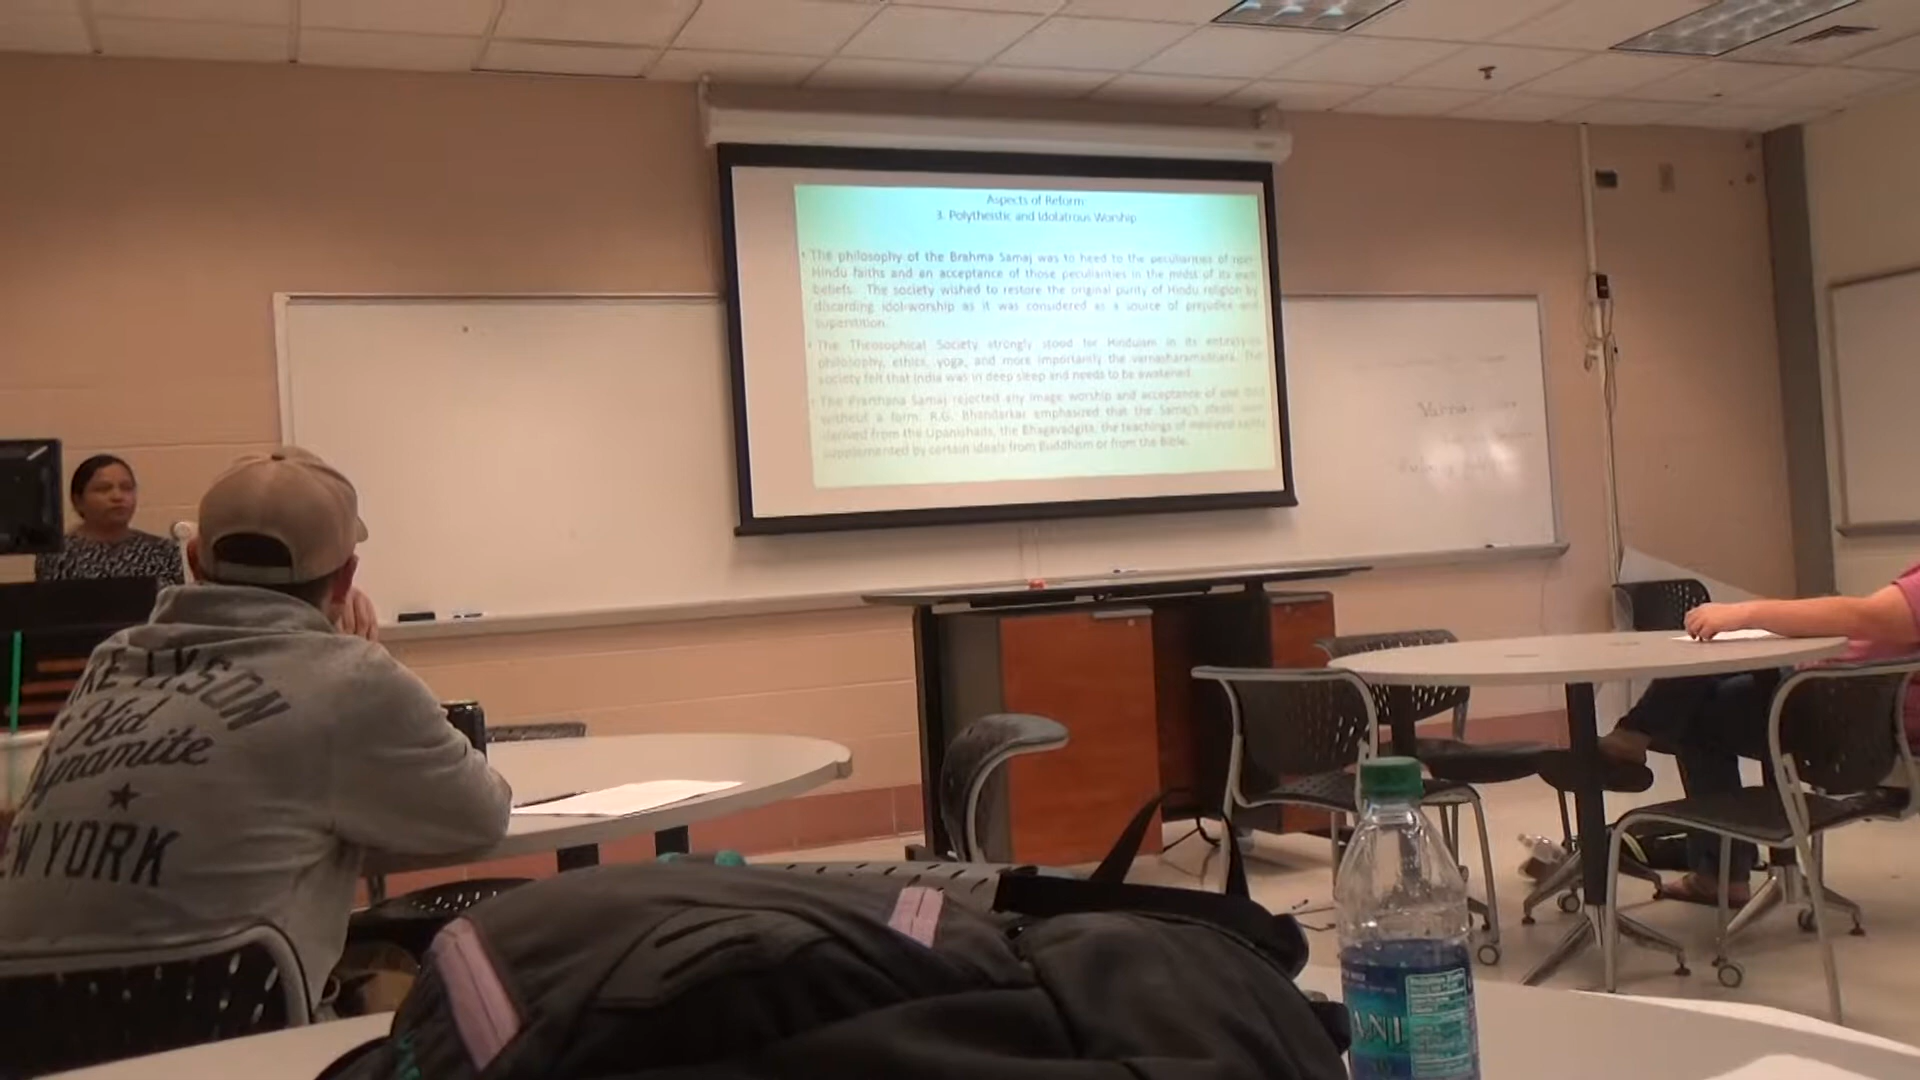 Aspects of Reform
3. Polytheistic and Idolatrous Worship
• The philosophy of the Brahma Samaj was to heed to the peculiarities of non-
Hindu faiths and an acceptance of those peculiarities in the midst of its own
beliefs. The society wished to restore the original purity of Hindu religion by
discarding idol-worship as it was considered as a source of prejudice and
superstition.
• The Theosophical Society strongly stood for Hinduism in its entirety-
philosophy, ethics, yoga, and more importantly the The
society felt that India was in deep sleep and needs to be awakened.
• The Prarthana Samaj rejected any image worship and acceptance of one God
without a form. R.G. Bhandarkar emphasized that the Samaj's were
derived from the Upanishads, the Bhagavadgita, the teachings of medieval saints
supplemented by certain ideals from Buddhism or from the Bible.
KE TYSON
Kid
Dynamite
NEW YORK
ANI